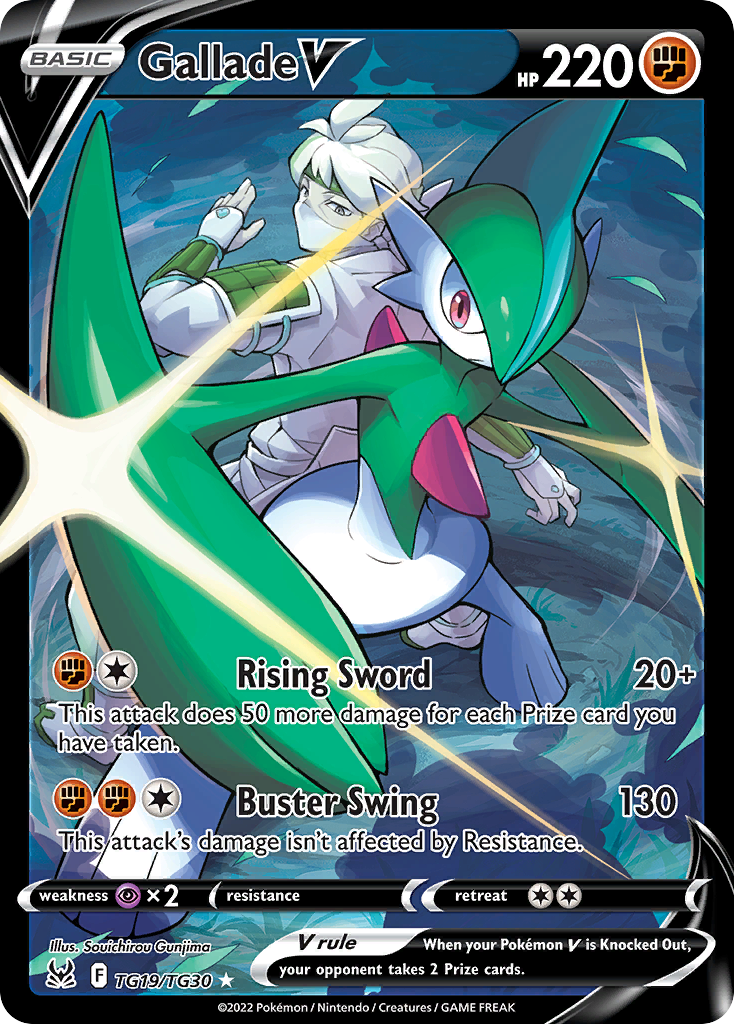 BASIC
Gallade V
HP 220
Rising Sword 20+
This attack does 50 more damage for each Prize card you
have taken.
Buster Swing 130
This attack's damage isn't affected by Resistance.
weakness ×2 resistance retreat
Illus. Souichirou Gunjima
V rule When your Pokémon V is Knocked Out,
your opponent takes 2 Prize cards.
F TG19/TG30
©2022 Pokémon / Nintendo / Creatures / GAME FREAK